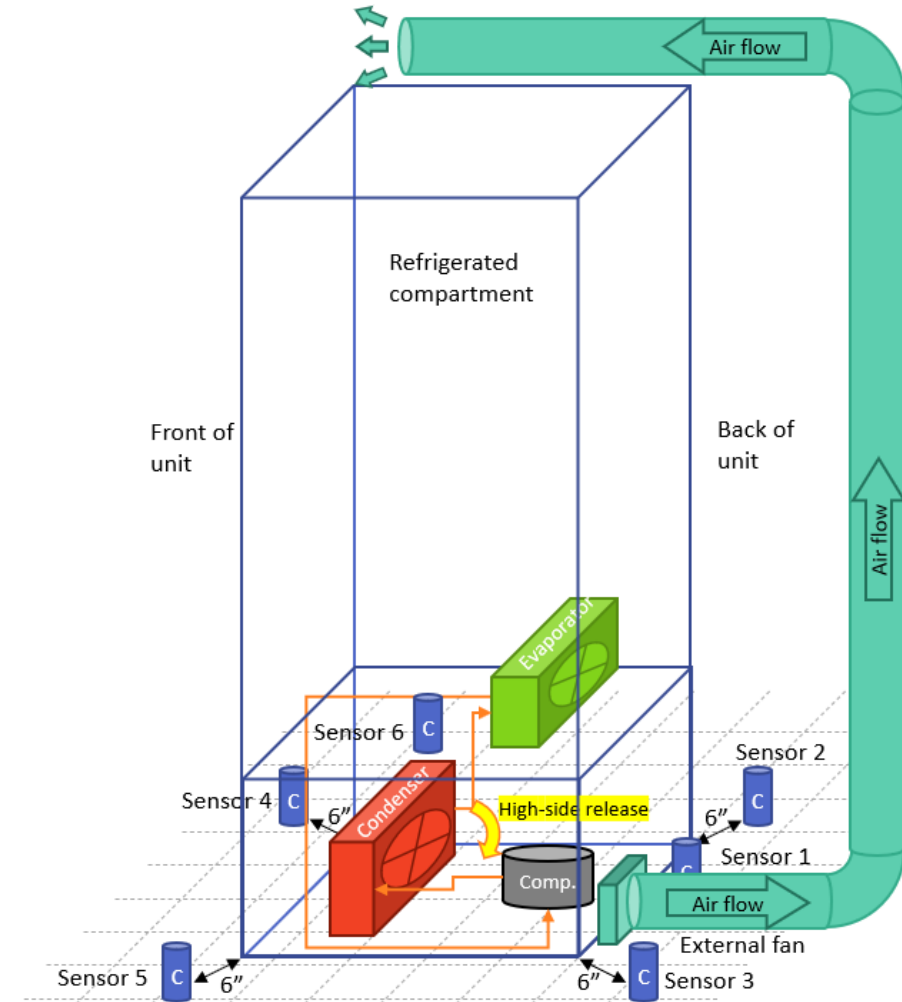 Air flow
Refrigerated
compartment
Front of
unit
Back of
unit
Air flow
Evaporator
Sensor 6
C
Sensor 2
C
Sensor 4
C
6”
Condenser
High-side release
6”
Sensor 1
C
Comp.
Air flow
External fan
Sensor 5
C
6”
6”
C
Sensor 3